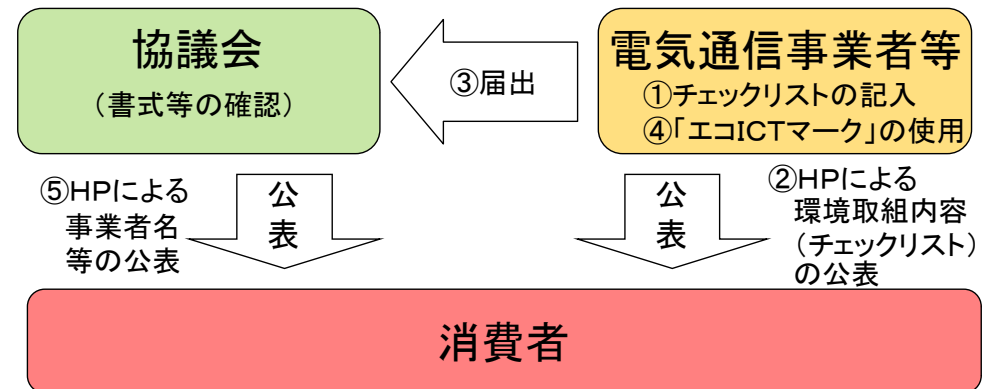 協議会
（書式等の確認）
③届出
電気通信事業者等
①チェックリストの記入
④「エコICTマーク」の使用
⑤HPによる
事業者名
等の公表
公
表
公
表
②HPによる
環境取組内容
（チェックリスト）
の公表
消費者